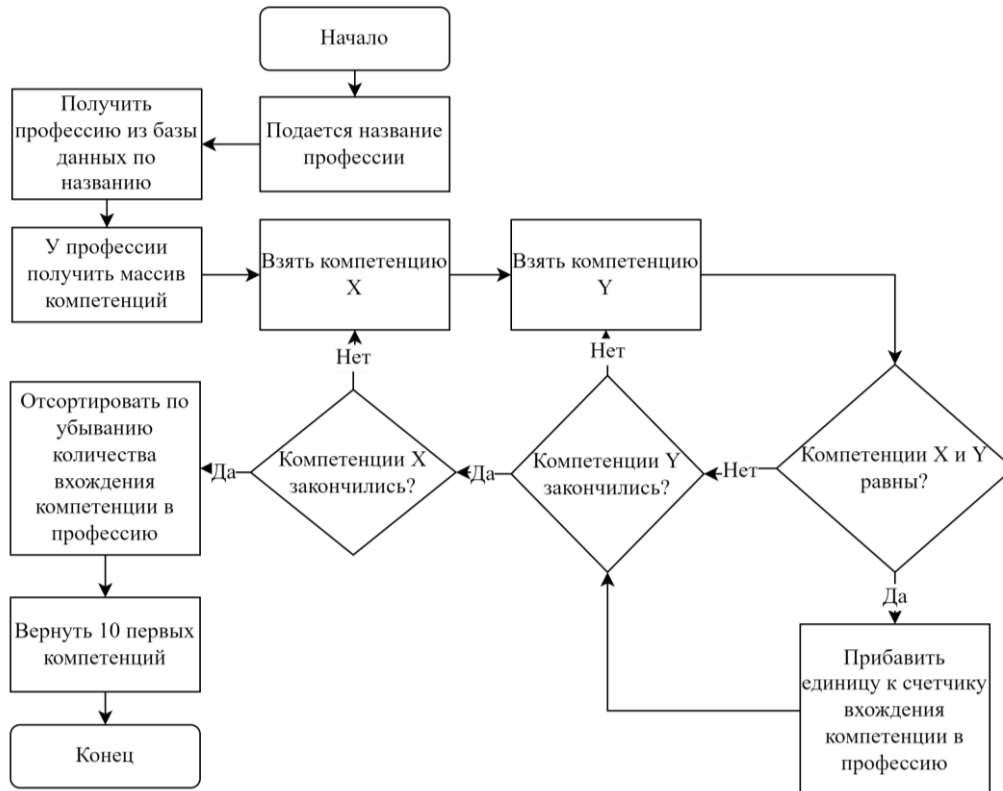 Начало
Подается название
профессии
Получить
профессию из базы
данных по
названию
У профессии
получить массив
компетенций
Взять компетенцию
X
Взять компетенцию
Y
Компетенции X и Y
равны?
Нет
Да
Прибавить
единицу к счетчику
вхождения
компетенции в
профессию
Компетенции Y
закончились?
Нет
Да
Компетенции X
закончились?
Нет
Да
Отсортировать по
убыванию
количества
вхождения
компетенции в
профессию
Вернуть 10 первых
компетенций
Конец